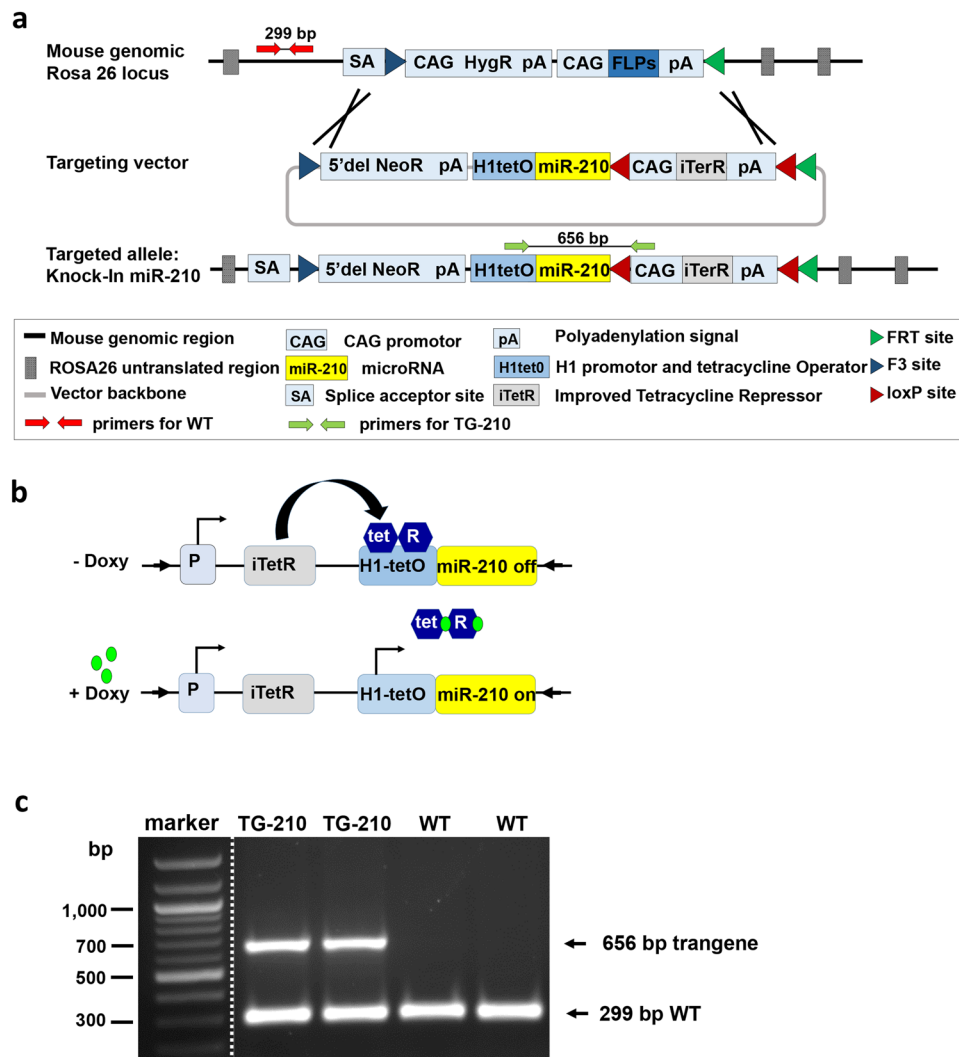 a
299 bp
Mouse genomic
Rosa 26 locus
SA CAG HygR pA CAG FLPs pA
Targeting vector
5'del NeoR pA H1tetO miR-210 CAG iTerR pA
656 bp
Targeted allele:
Knock-In miR-210
SA 5'del NeoR pA H1tetO miR-210 CAG iTerR pA
Mouse genomic region
CAG CAG promotor
pA Polyadenylation signal
FRT site
ROSA26 untranslated region
miR-210 microRNA
H1tet0 H1 promotor and tetracycline Operator
F3 site
Vector backbone
SA Splice acceptor site
iTetR Improved Tetracycline Repressor
loxP site
primers for WT
primers for TG-210
b
- Doxy P iTetR tet R H1-tetO miR-210 off
tet R
+ Doxy P iTetR H1-tetO miR-210 on
c
marker TG-210 TG-210 WT WT
bp
1,000
700
500
300
656 bp trangene
299 bp WT